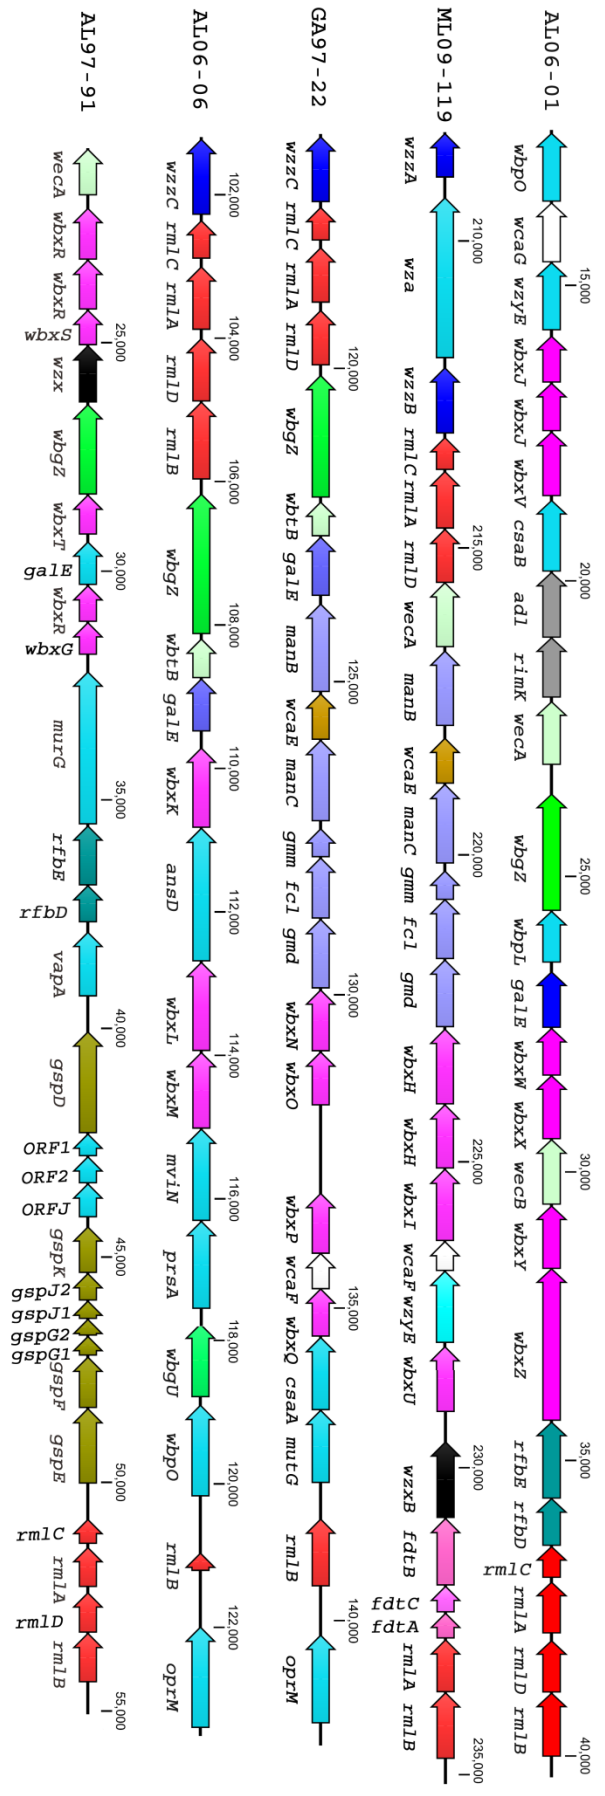 15,000 20,000 25,000 30,000 35,000 40,000
AL06-01
wbpO wcaG wzyE wbxJ wbxJ wbxV csaB adl rimK wecA wbgZ wbpL galE wbxW wbxX wecB wbxY wbxZ rfbE rfbD rmlC rmlA rmlD rmlB
210,000 215,000 220,000 225,000 230,000 235,000
ML09-119
wzzA wza wzzB rmlC rmlA rmlD wecA manB wcaE manC gmm fcl gmd wbxH wbxH wbxI wcaF wzyE wbxU wzxB fdtB fdtC fdtA rmlA rmlB
120,000 125,000 130,000 135,000 140,000
GA97-22
wzzC rmlC rmlA rmlD wbgZ wbtB galE manB wcaE manC gmm fcl gmd wbxN wbxO wbxP wcaF wbxQ csaA mutG rmlB oprM
102,000 104,000 106,000 108,000 110,000 112,000 114,000 116,000 118,000 120,000 122,000
AL06-06
wzzC rmlC rmlA rmlD rmlB wbgZ wbtB galE wbxK ansD wbxL wbxM mviN prsA wbgU wbpO rmlB oprM
25,000 30,000 35,000 40,000 45,000 50,000 55,000
AL97-91
wecA wbxR wbxR wbxS wzx wbgZ wbxT galE wbxR wbxG murG rfbE rfbD vapA gspD ORF1 ORF2 ORFJ gspK gspJ2 gspJ1 gspG2 gspG1 gspF gspE rmlC rmlA rmlD rmlB